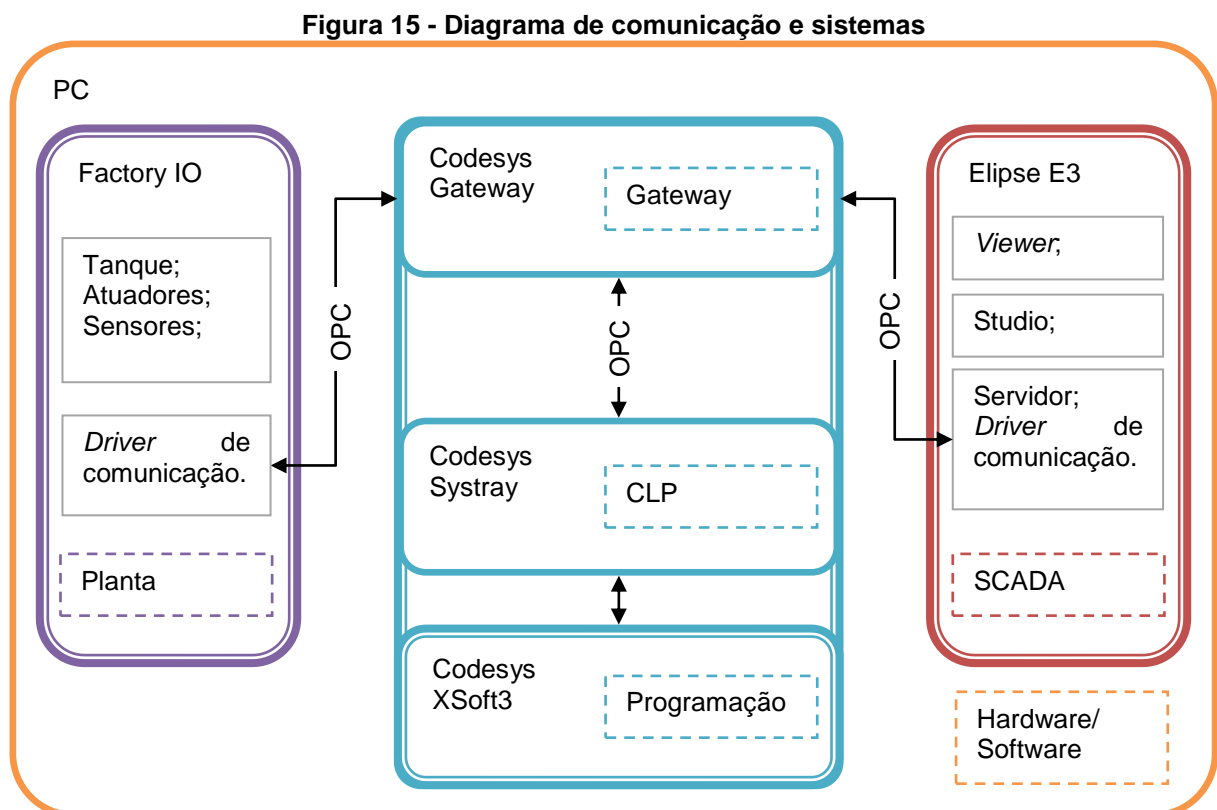 Figura 15 - Diagrama de comunicação e sistemas
PC
Factory IO
Tanque;
Atuadores;
Sensores;
Driver de
comunicação.
Planta
OPC
Codesys
Gateway
Gateway
OPC
Codesys
Systray
CLP
Codesys
XSoft3
Programação
OPC
Elipse E3
Viewer;
Studio;
Servidor;
Driver de
comunicação.
SCADA
Hardware/
Software